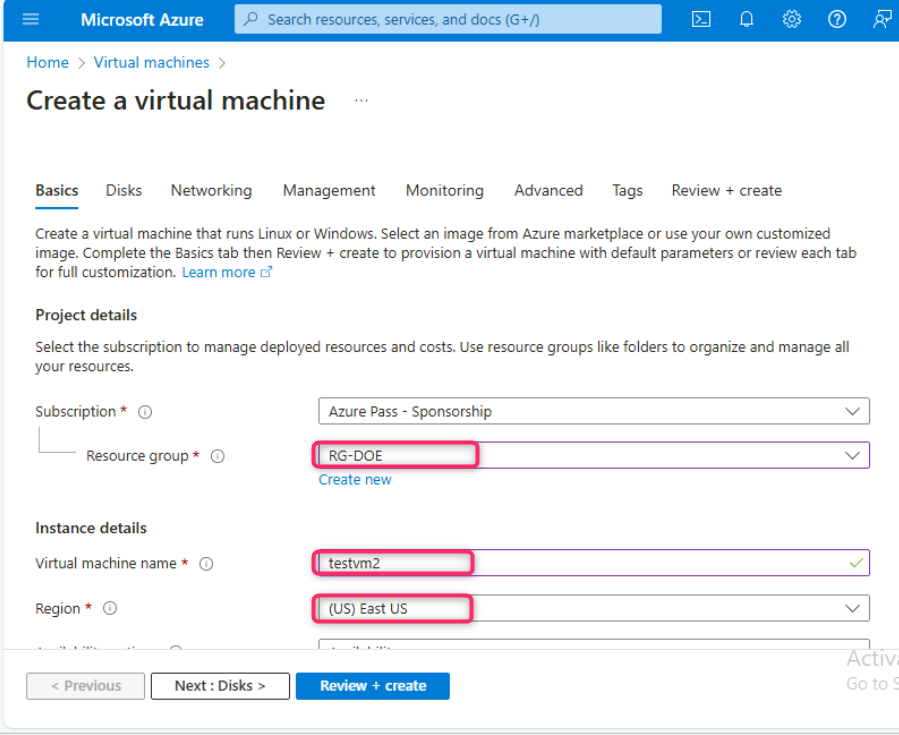 Microsoft Azure
Search resources, services, and docs (G+/)
Home > Virtual machines >
Create a virtual machine ...
Basics Disks Networking Management Monitoring Advanced Tags Review + create
Create a virtual machine that runs Linux or Windows. Select an image from Azure marketplace or use your own customized
image. Complete the Basics tab then Review + create to provision a virtual machine with default parameters or review each tab
for full customization. Learn more
Project details
Select the subscription to manage deployed resources and costs. Use resource groups like folders to organize and manage all
your resources.
Subscription * Azure Pass - Sponsorship
Resource group * RG-DOE
Create new
Instance details
Virtual machine name * testvm2
Region * (US) East US
< Previous Next : Disks > Review + create
Go to